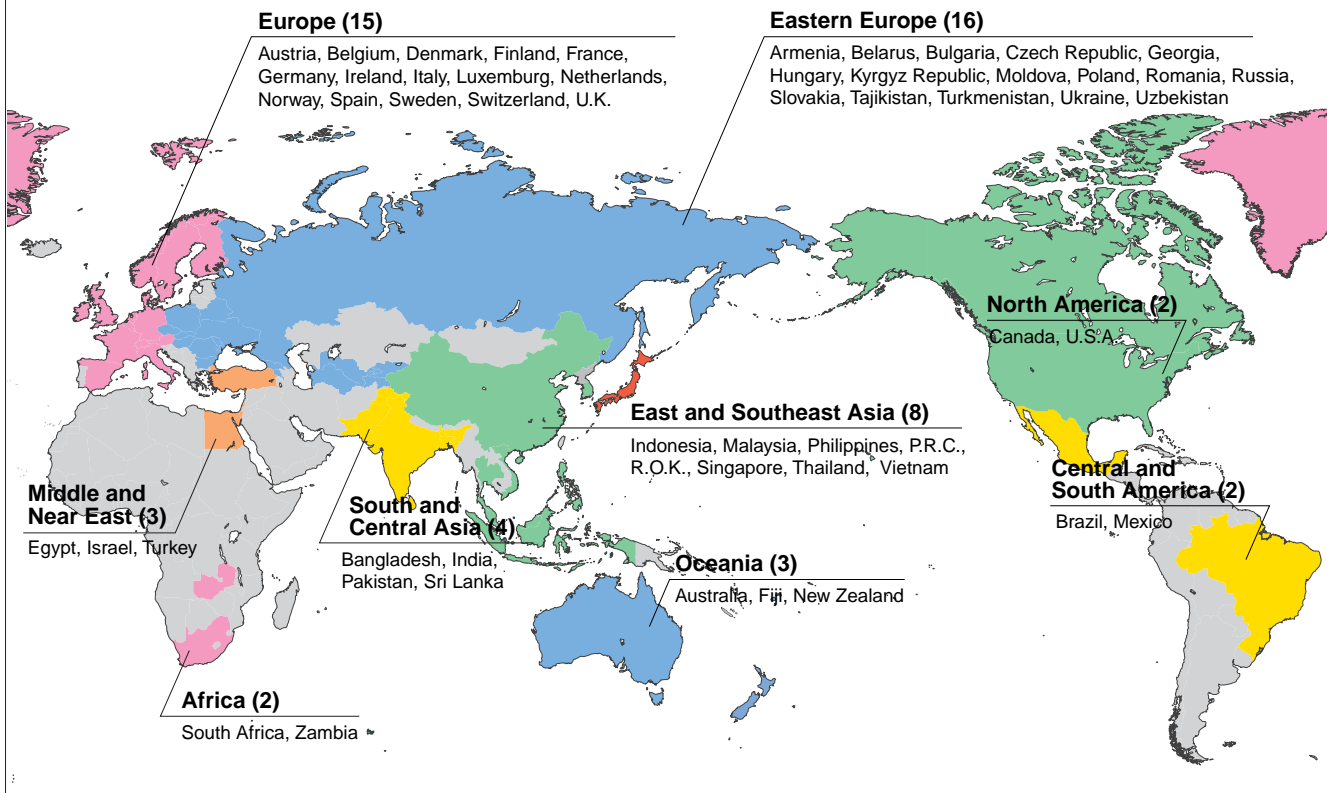 Europe (15)
Austria, Belgium, Denmark, Finland, France,
Germany, Ireland, Italy, Luxemburg, Netherlands,
Norway, Spain, Sweden, Switzerland, U.K.
Eastern Europe (16)
Armenia, Belarus, Bulgaria, Czech Republic, Georgia,
Hungary, Kyrgyz Republic, Moldova, Poland, Romania, Russia,
Slovakia, Tajikistan, Turkmenistan, Ukraine, Uzbekistan
North America (2)
Canada, U.S.A.
East and Southeast Asia (8)
Indonesia, Malaysia, Philippines, P.R.C.,
R.O.K., Singapore, Thailand, Vietnam
Central and
South America (2)
Brazil, Mexico
Middle and
Near East (3)
Egypt, Israel, Turkey
South and
Central Asia (4)
Bangladesh, India,
Pakistan, Sri Lanka
Oceania (3)
Australia, Fiji, New Zealand
Africa (2)
South Africa, Zambia